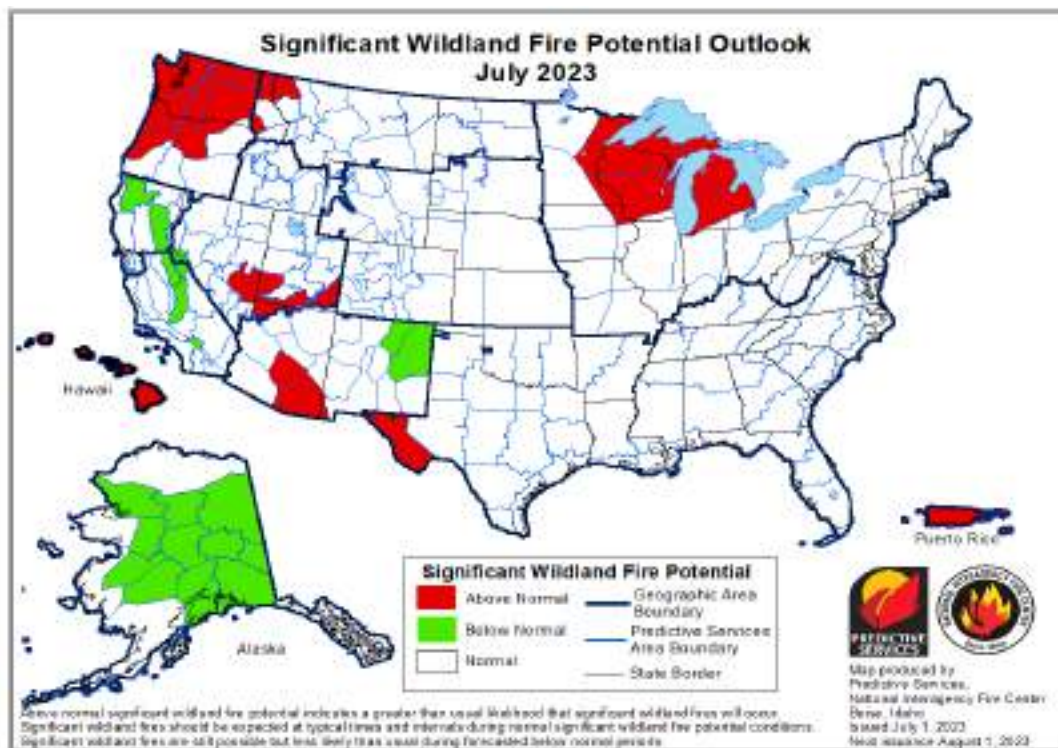 Significant Wildland Fire Potential Outlook
July 2023
Hawaii
Alaska
Puerto Rico
Significant Wildland Fire Potential
Above Normal
Below Normal
Normal
Geographic Area
Boundary
Predictive Services
Area Boundary
State Border
PREDICTIVE
SERVICES
Map produced by
Predictive Services,
National Interagency Fire Center
Boise, Idaho
Issued July 1, 2023
Next issuance August 1, 2023
Above normal significant wildland fire potential indicates a greater than usual likelihood that significant wildland fires will occur.
Significant wildland fires should be expected at typical times and intervals during normal significant wildland fire potential conditions.
Significant wildland fires are still possible but less likely than usual during forecasted below normal periods.